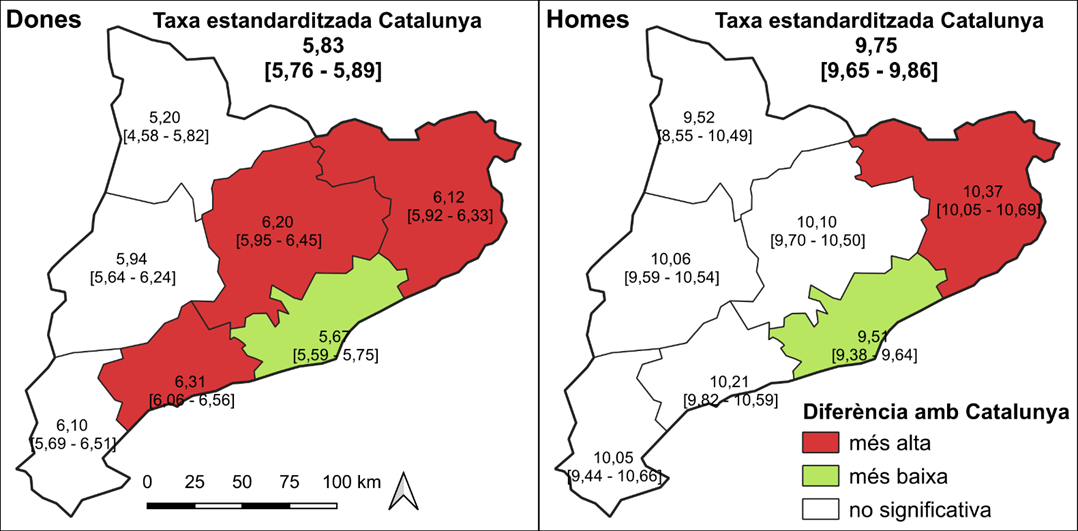 Dones
Taxa estandarditzada Catalunya
5,83
[5,76 - 5,89]
5,20
[4,58 - 5,82]
6,12
[5,92 - 6,33]
6,20
[5,95 - 6,45]
5,94
[5,64 - 6,24]
5,67
[5,59 - 5,75]
6,31
[6,06 - 6,56]
6,10
[5,69 - 6,51]
0 25 50 75 100 km
Homes
Taxa estandarditzada Catalunya
9,75
[9,65 - 9,86]
9,52
[8,55 - 10,49]
10,37
[10,05 - 10,69]
10,10
[9,70 - 10,50]
10,06
[9,59 - 10,54]
9,51
[9,38 - 9,64]
10,21
[9,82 - 10,59]
10,05
[9,44 - 10,66]
Diferència amb Catalunya
més alta
més baixa
no significativa